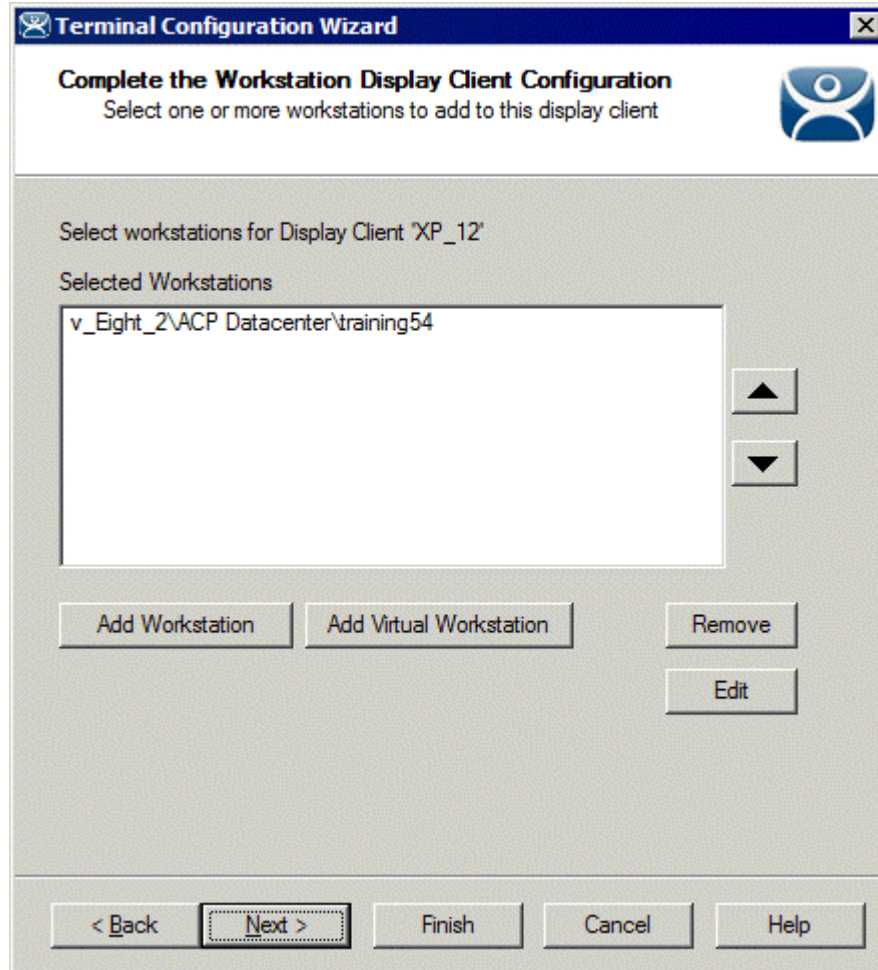 Terminal Configuration Wizard
Complete the Workstation Display Client Configuration
Select one or more workstations to add to this display client
Select workstations for Display Client 'XP_12'
Selected Workstations
v_Eight_2\ACP Datacenter\training54
Add Workstation
Add Virtual Workstation
Remove
Edit
< Back
Next >
Finish
Cancel
Help